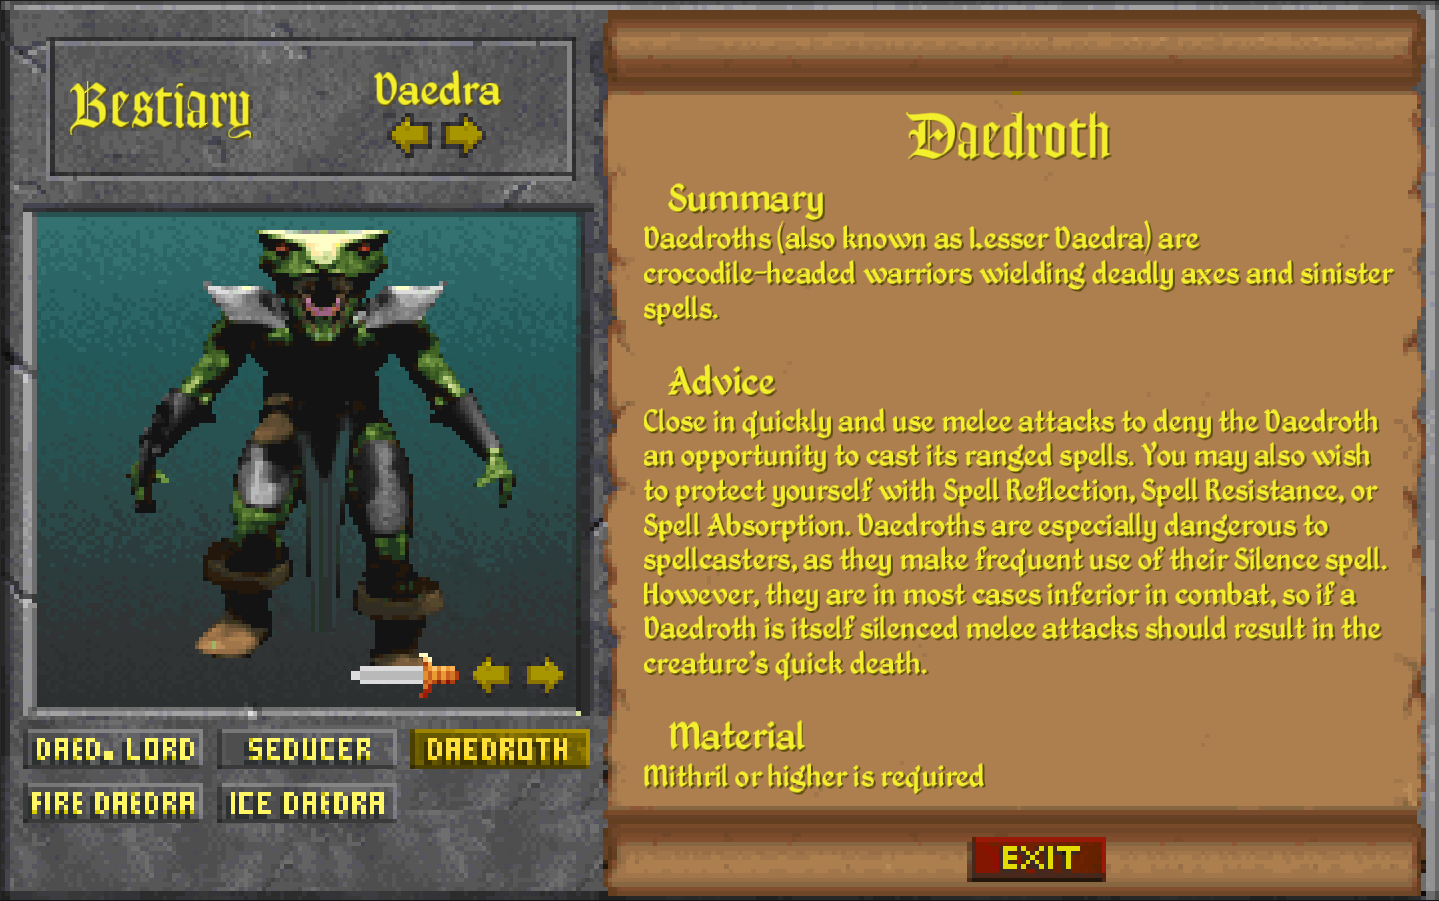 Bestiary
Daedra
DAED. LORD
SEDUCER
DAEDROTH
FIRE DAEDRA
ICE DAEDRA
Daedroth
Summary
Daedroths (also known as Lesser Daedra) are
crocodile-headed warriors wielding deadly axes and sinister
spells.
Advice
Close in quickly and use melee attacks to deny the Daedroth
an opportunity to cast its ranged spells. You may also wish
to protect yourself with Spell Reflection, Spell Resistance, or
Spell Absorption. Daedroths are especially dangerous to
spellcasters, as they make frequent use of their Silence spell.
However, they are in most cases inferior in combat, so if a
Daedroth is itself silenced melee attacks should result in the
creature's quick death.
Material
Mithril or higher is required
EXIT